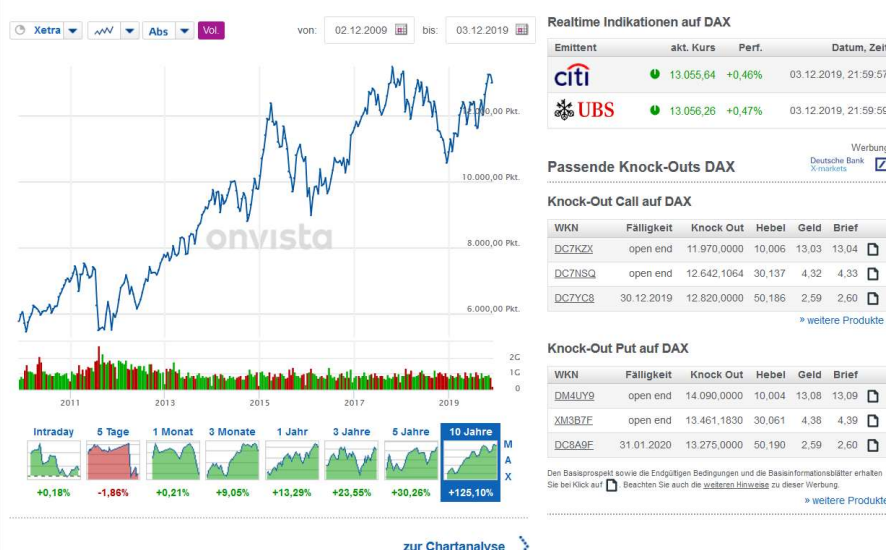 Xetra Abs Vol. von: 02.12.2009 bis: 03.12.2019
12.000,00 Pkt.
10.000,00 Pkt.
onvista
8.000,00 Pkt.
6.000,00 Pkt.
2G
1G
0
2011 2013 2015 2017 2019
Intraday 5 Tage 1 Monat 3 Monate 1 Jahr 3 Jahre 5 Jahre 10 Jahre
M
A
X
+0,18% -1,86% +0,21% +9,05% +13,29% +23,55% +30,26% +125,10%
zur Chartanalyse
Realtime Indikationen auf DAX
Emittent akt. Kurs Perf. Datum, Zeit
citi 13.055,64 +0,46% 03.12.2019, 21:59:57
UBS 13.056,26 +0,47% 03.12.2019, 21:59:59
Werbung
Passende Knock-Outs DAX
Deutsche Bank
X-markets
Knock-Out Call auf DAX
WKN Fälligkeit Knock Out Hebel Geld Brief
DC7KZX open end 11.970,0000 10,006 13,03 13,04
DC7NSQ open end 12.642,1064 30,137 4,32 4,33
DC7YC8 30.12.2019 12.820,0000 50,186 2,59 2,60
» weitere Produkte
Knock-Out Put auf DAX
WKN Fälligkeit Knock Out Hebel Geld Brief
DM4UY9 open end 14.090,0000 10,004 13,08 13,09
XM3B7F open end 13.461,1830 30,061 4,38 4,39
DC8A9F 31.01.2020 13.275,0000 50,190 2,59 2,60
Den Basisprospekt sowie die Endgültigen Bedingungen und die Basisinformationsblätter erhalten
Sie bei Klick auf . Beachten Sie auch die weiteren Hinweise zu dieser Werbung.
» weitere Produkte